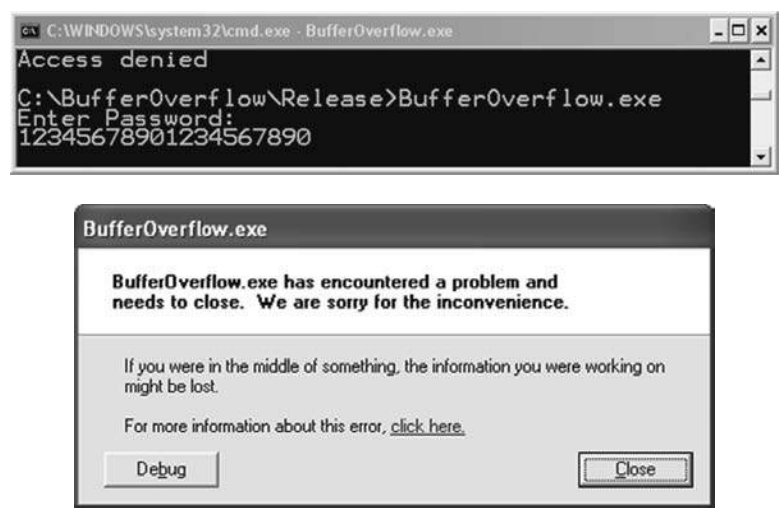 C:\WINDOWS\system32\cmd.exe - BufferOverflow.exe
Access denied
C:\BufferOverflow\Release>BufferOverflow.exe
Enter Password:
12345678901234567890
BufferOverflow.exe
BufferOverflow.exe has encountered a problem and
needs to close. We are sorry for the inconvenience.
If you were in the middle of something, the information you were working on
might be lost.
For more information about this error, click here.
Debug
Close